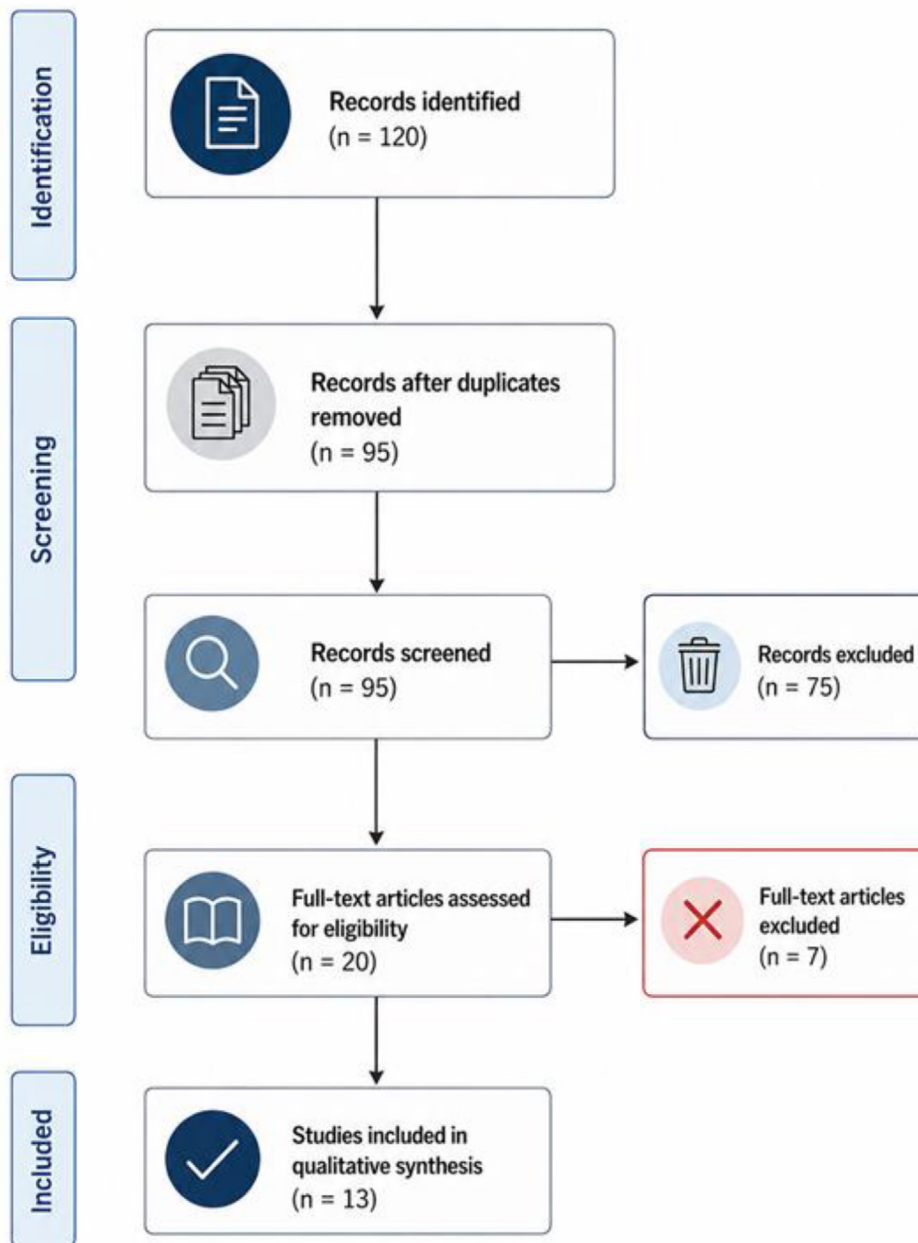 Identification
Records identified
(n = 120)
Screening
Records after duplicates
removed
(n = 95)
Records screened
(n = 95)
Records excluded
(n = 75)
Eligibility
Full-text articles assessed
for eligibility
(n = 20)
Full-text articles
excluded
(n = 7)
Included
Studies included in
qualitative synthesis
(n = 13)